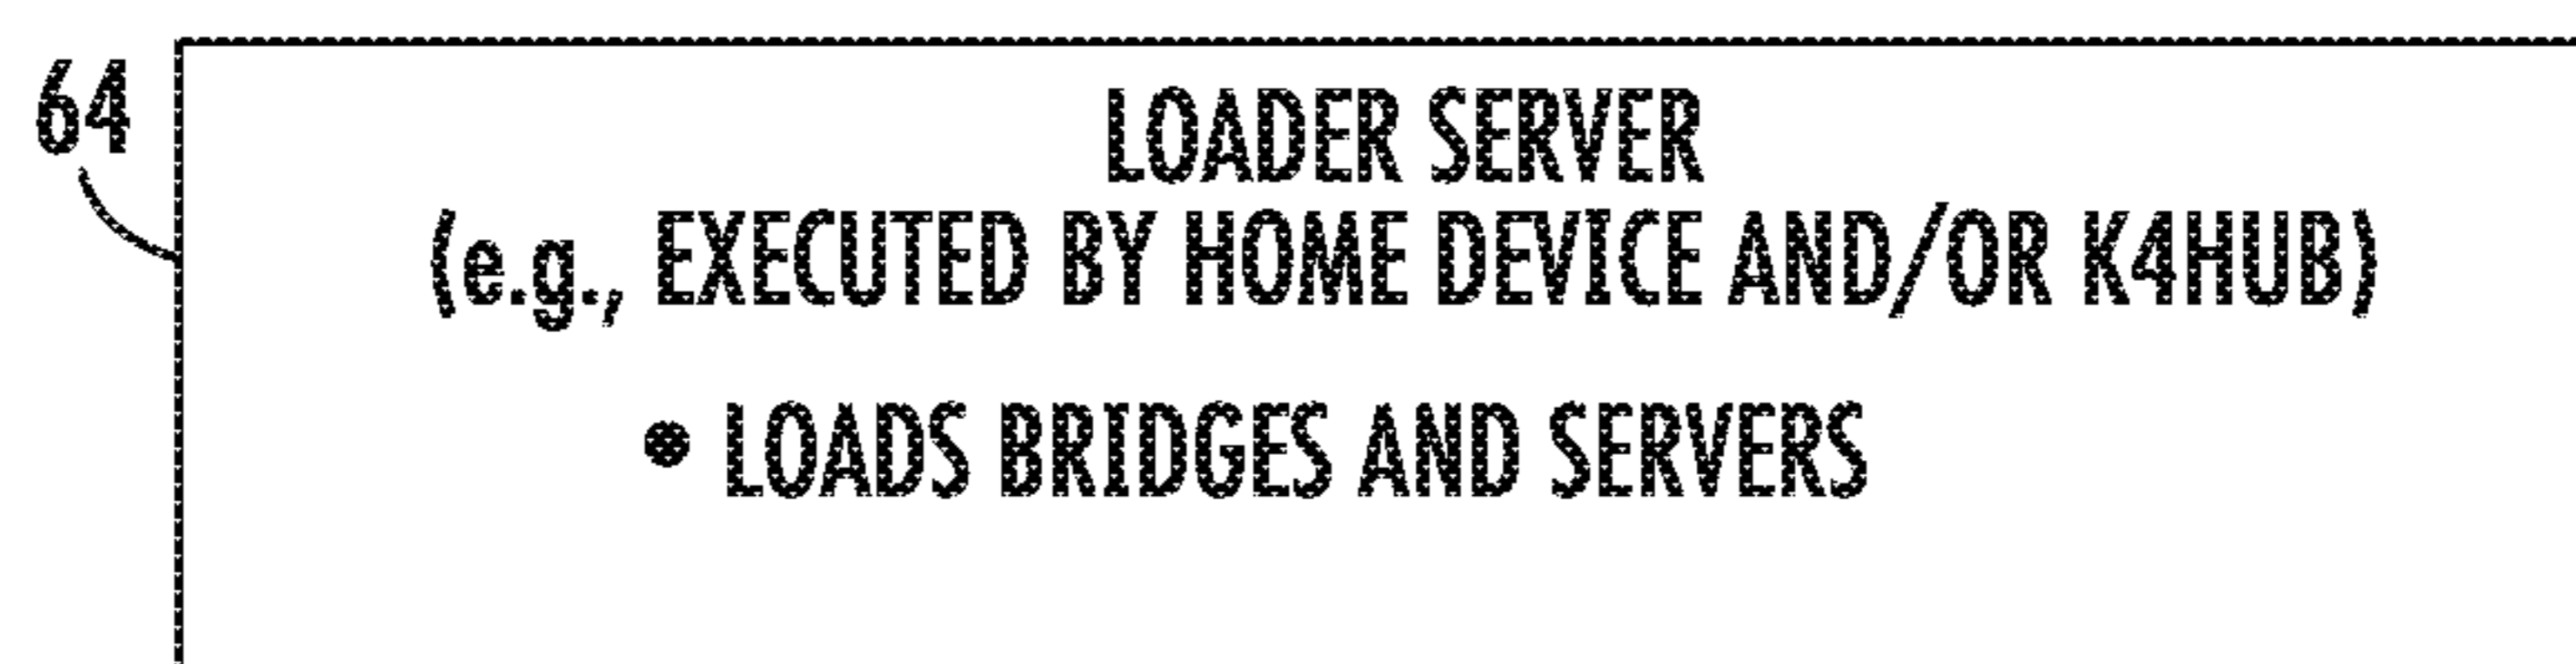 64
LOADER SERVER
(e.g., EXECUTED BY HOME DEVICE AND/OR K4HUB)
• LOADS BRIDGES AND SERVERS